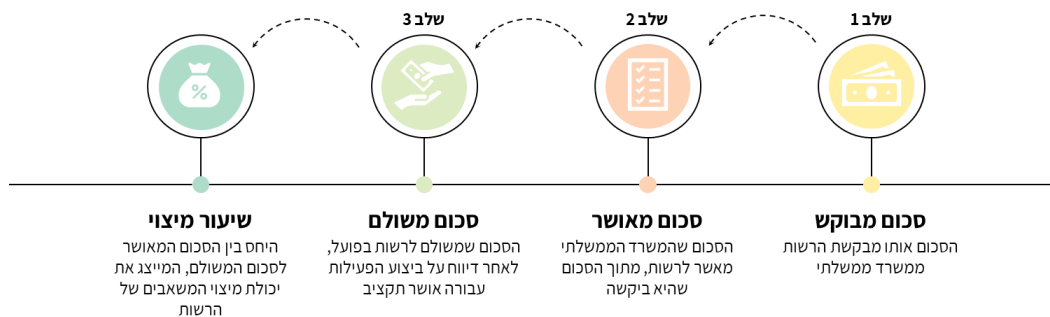 שלב 1
סכום מבוקש
הסכום אותו מבקשת הרשות
ממשרד ממשלתי
שלב 2
סכום מאושר
הסכום שהמשרד הממשלתי
מאשר לרשות, מתוך הסכום
שהיא ביקשה
שלב 3
סכום משולם
הסכום שמשולם לרשות בפועל,
לאחר דיווח על ביצוע הפעילות
עבורה אושר תקציב
%
שיעור מיצוי
היחס בין הסכום המאושר
לסכום המשולם, המייצג את
יכולת מיצוי המשאבים של
הרשות